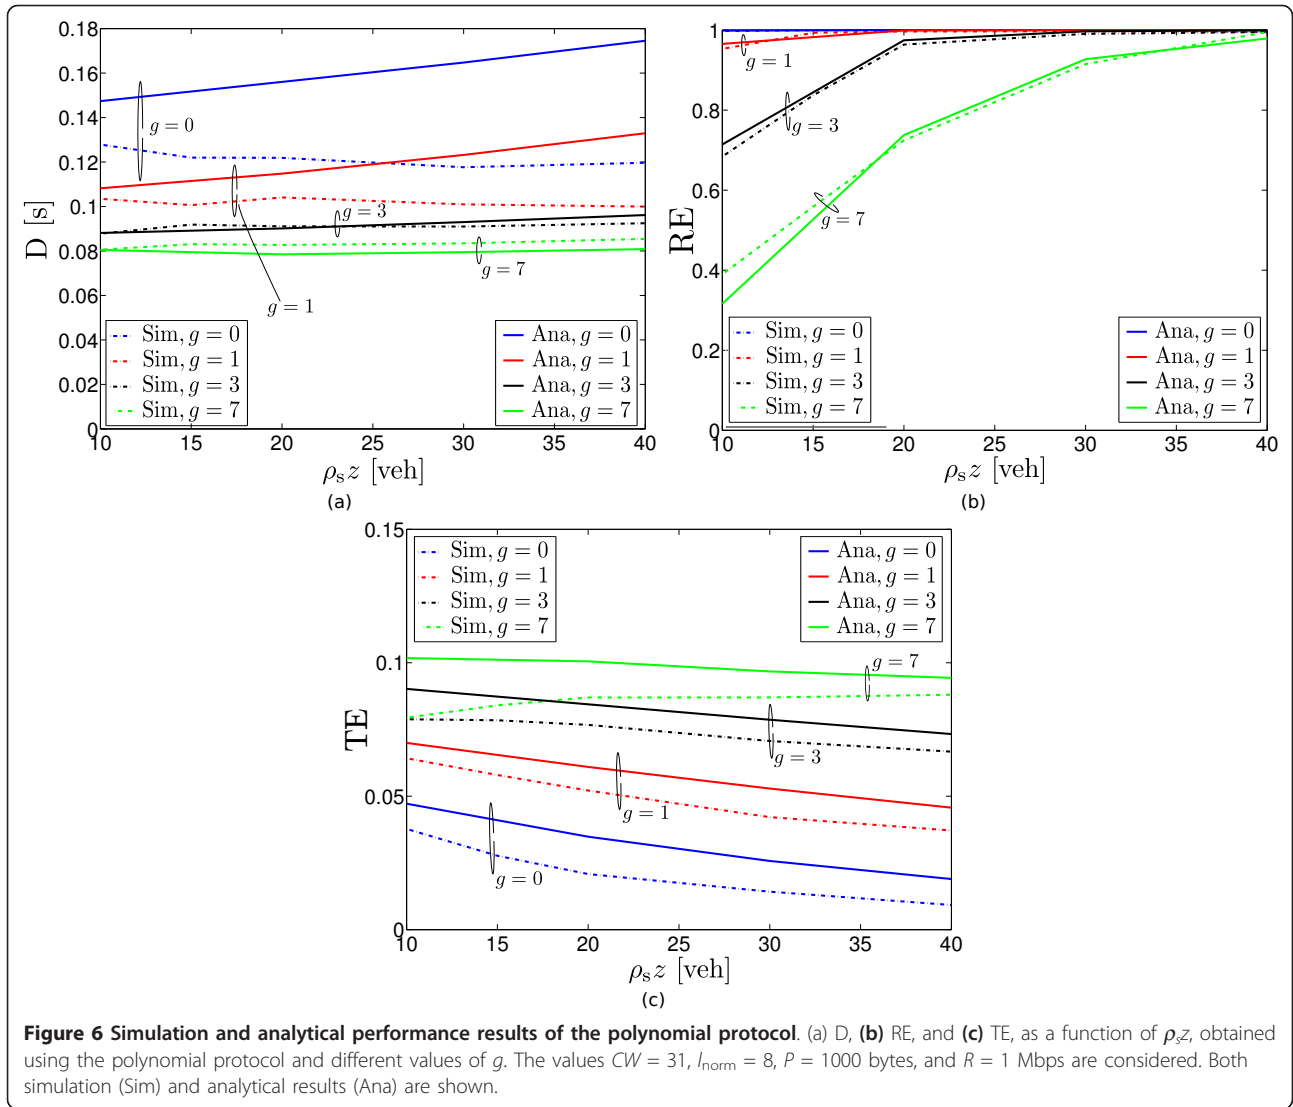 0.18
0.16
0.14
0.12
0.1
0.08
0.06
0.04
0.02
0
D [s]
g = 0
g = 3
g = 7
g = 1
Sim, g = 0
Sim, g = 1
Sim, g = 3
Sim, g = 7
Ana, g = 0
Ana, g = 1
Ana, g = 3
Ana, g = 7
10 15 20 25 30 35 40
ρₛz [veh]
(a)
1
0.8
0.6
0.4
0.2
0
RE
g = 1
g = 3
g = 7
Sim, g = 0
Sim, g = 1
Sim, g = 3
Sim, g = 7
Ana, g = 0
Ana, g = 1
Ana, g = 3
Ana, g = 7
10 15 20 25 30 35 40
ρₛz [veh]
(b)
0.15
0.1
0.05
0
TE
Sim, g = 0
Sim, g = 1
Sim, g = 3
Sim, g = 7
Ana, g = 0
Ana, g = 1
Ana, g = 3
Ana, g = 7
g = 7
g = 3
g = 1
g = 0
10 15 20 25 30 35 40
ρₛz [veh]
(c)
Figure 6 Simulation and analytical performance results of the polynomial protocol. (a) D, (b) RE, and (c) TE, as a function of ρₛz, obtained
using the polynomial protocol and different values of g. The values CW = 31, lnorm = 8, P = 1000 bytes, and R = 1 Mbps are considered. Both
simulation (Sim) and analytical results (Ana) are shown.